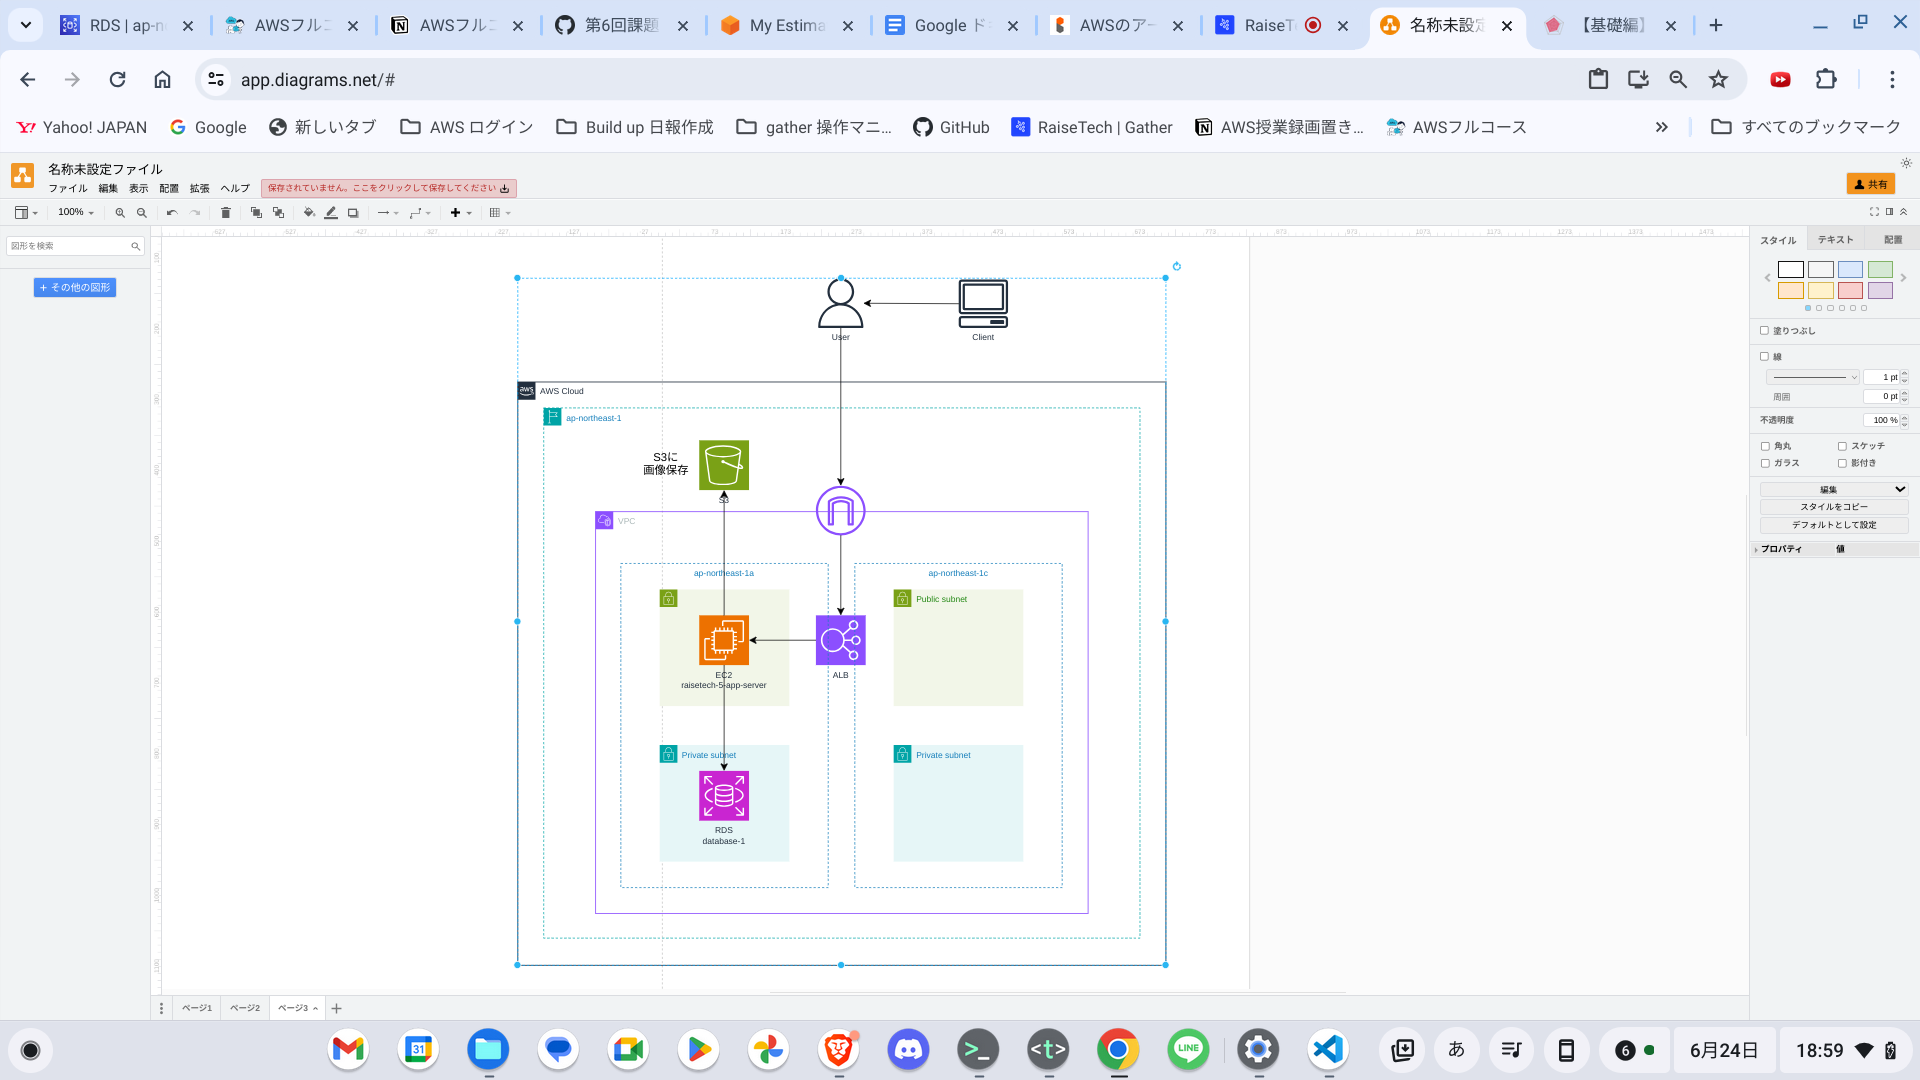 RDS | ap-n
AWSフルコ
AWSフルコ
第6回課題
My Estima
Google ド
AWSのアー
RaiseT
名称未設定
【基礎編】
app.diagrams.net/#
Yahoo! JAPAN
Google
新しいタブ
AWS ログイン
Build up 日報作成
gather 操作マニ...
GitHub
RaiseTech | Gather
AWS授業録画置き...
AWSフルコース
すべてのブックマーク
名称未設定ファイル
ファイル 編集 表示 配置 拡張 ヘルプ
保存されていません。ここをクリックして保存してください
共有
100%
図形を検索
+ その他の図形
User
Client
aws
AWS Cloud
ap-northeast-1
S3に
画像保存
S3
VPC
ap-northeast-1a
ap-northeast-1c
Public subnet
EC2
raisetech-5-app-server
ALB
Private subnet
Private subnet
RDS
database-1
スタイル テキスト 配置
塗りつぶし
線
1 pt
周囲
0 pt
不透明度
100 %
角丸
スケッチ
ガラス
影付き
編集
スタイルをコピー
デフォルトとして設定
プロパティ 値
ページ1
ページ2
ページ3
31
>_
<t>
LINE
あ
6
6月24日
18:59